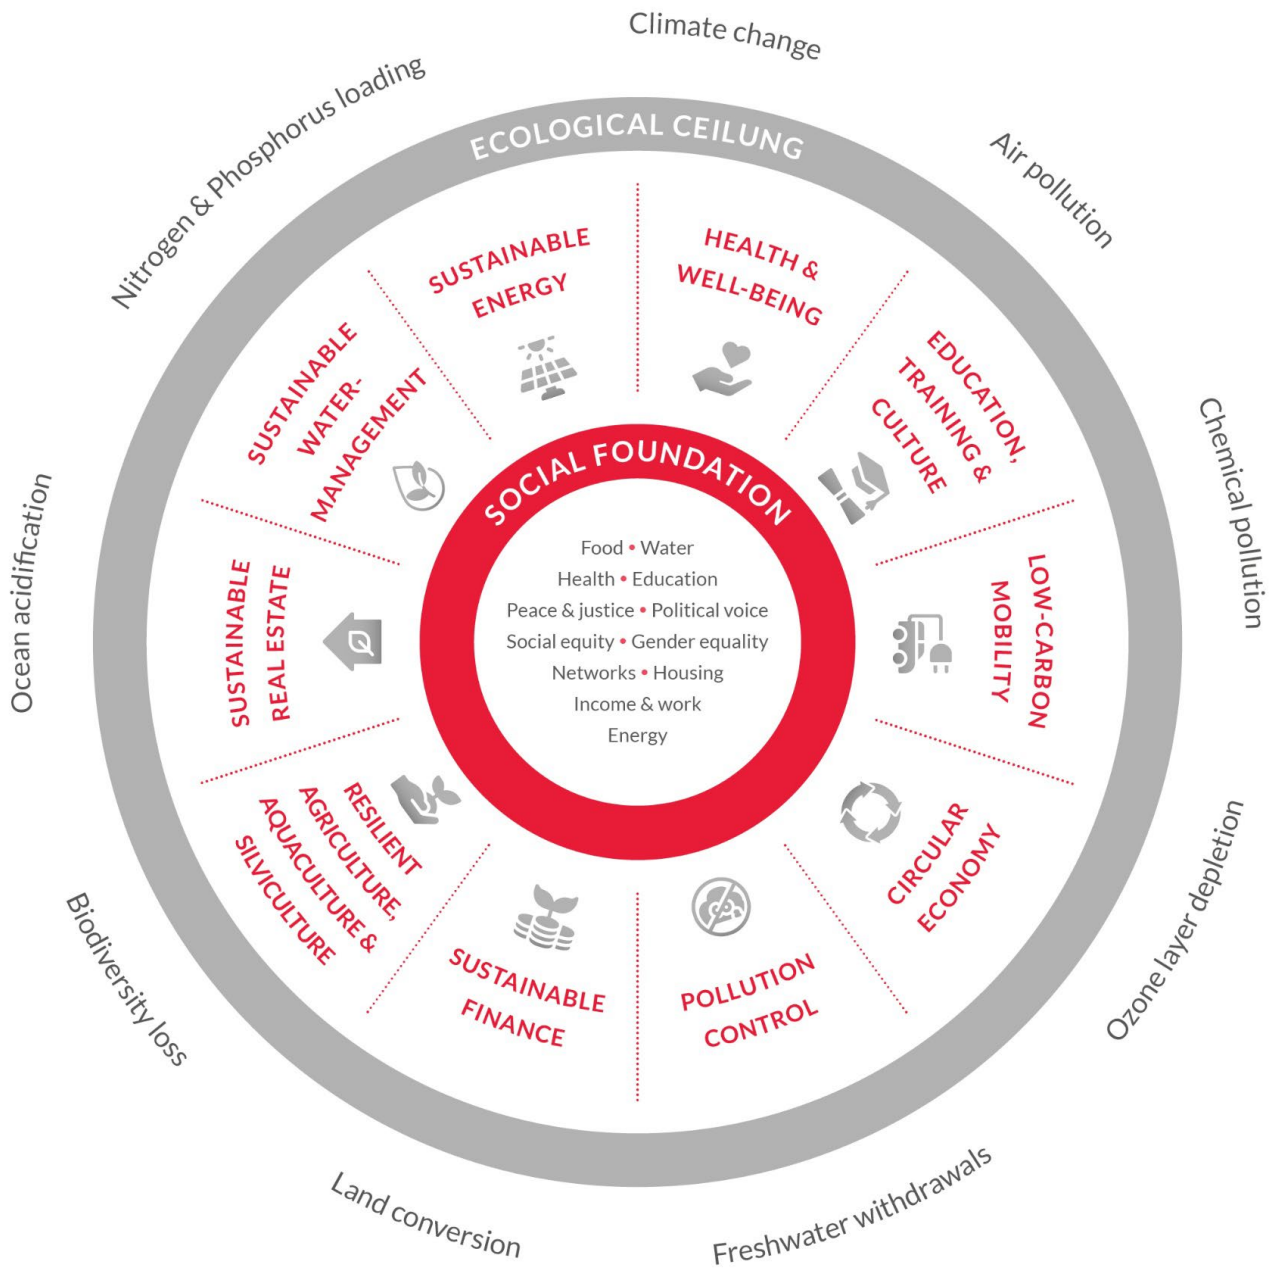 Climate change
Air pollution
Chemical pollution
Ozone layer depletion
Freshwater withdrawals
Land conversion
Biodiversity loss
Ocean acidification
Nitrogen & Phosphorus loading
ECOLOGICAL CEILUNG
HEALTH &
WELL-BEING
EDUCATION,
TRAINING &
CULTURE
LOW-CARBON
MOBILITY
CIRCULAR
ECONOMY
POLLUTION
CONTROL
SUSTAINABLE
FINANCE
RESILIENT
AGRICULTURE,
AQUACULTURE &
SILVICULTURE
SUSTAINABLE
REAL ESTATE
SUSTAINABLE
WATER-
MANAGEMENT
SUSTAINABLE
ENERGY
SOCIAL FOUNDATION
Food • Water
Health • Education
Peace & justice • Political voice
Social equity • Gender equality
Networks • Housing
Income & work
Energy